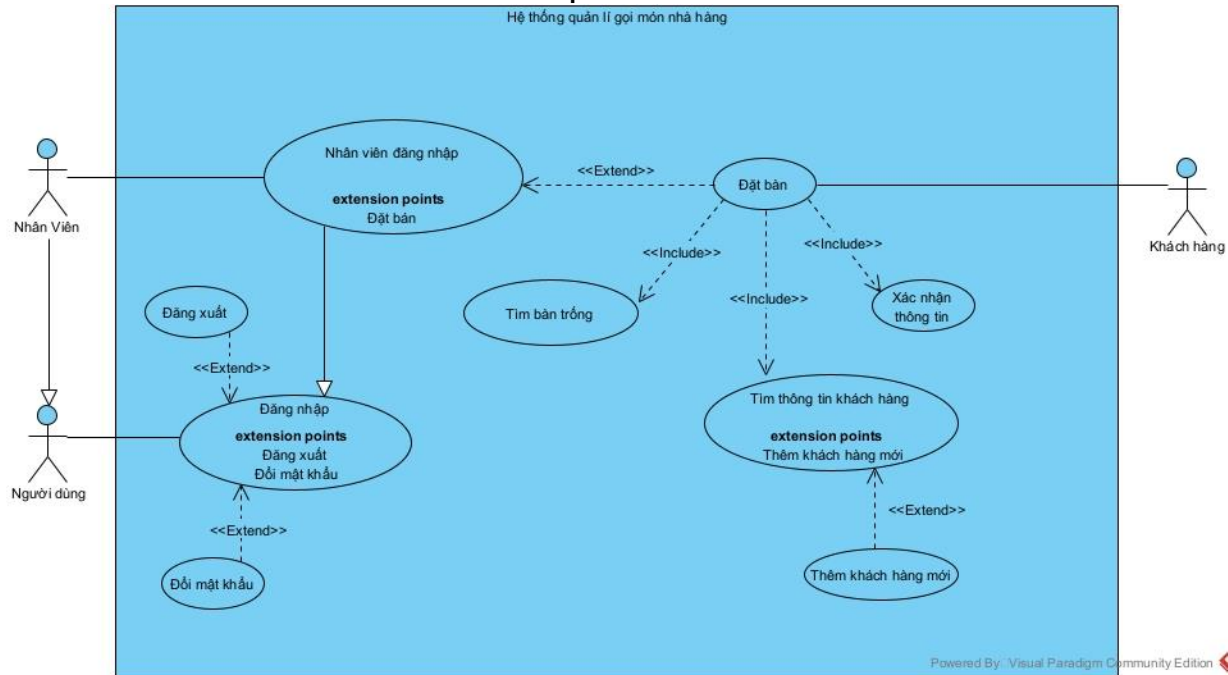 Hệ thống quản lí gọi món nhà hàng
Nhân viên đăng nhập
extension points
Đặt bán
<<Extend>>
Đặt bàn
Nhân Viên
Khách hàng
<<Include>>
<<Include>>
<<Include>>
Đăng xuất
Tìm bàn trống
Xác nhận
thông tin
<<Extend>>
Đăng nhập
extension points
Đăng xuất
Đổi mật khẩu
Người dùng
Tìm thông tin khách hàng
extension points
Thêm khách hàng mới
<<Extend>>
<<Extend>>
Đổi mật khẩu
Thêm khách hàng mới
Powered By: Visual Paradigm Community Edition